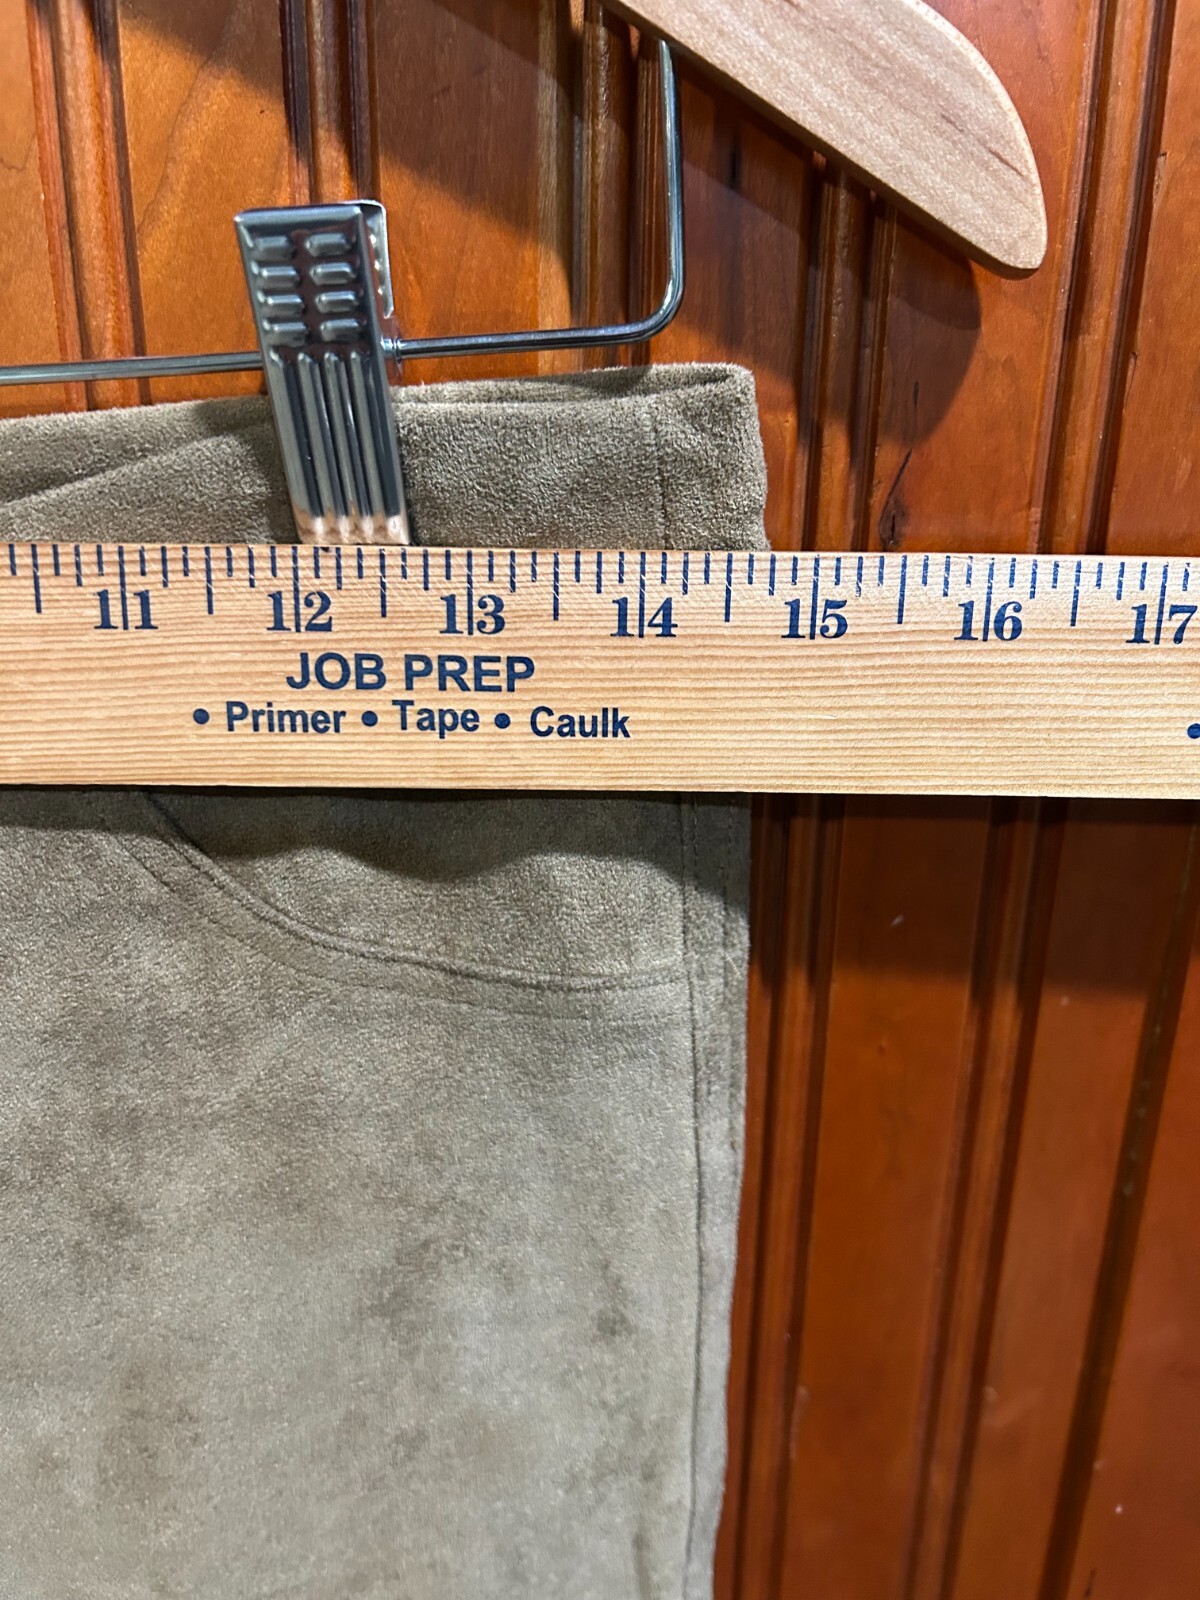 11 12 13 14 15 16 17
JOB PREP
• Primer • Tape • Caulk •